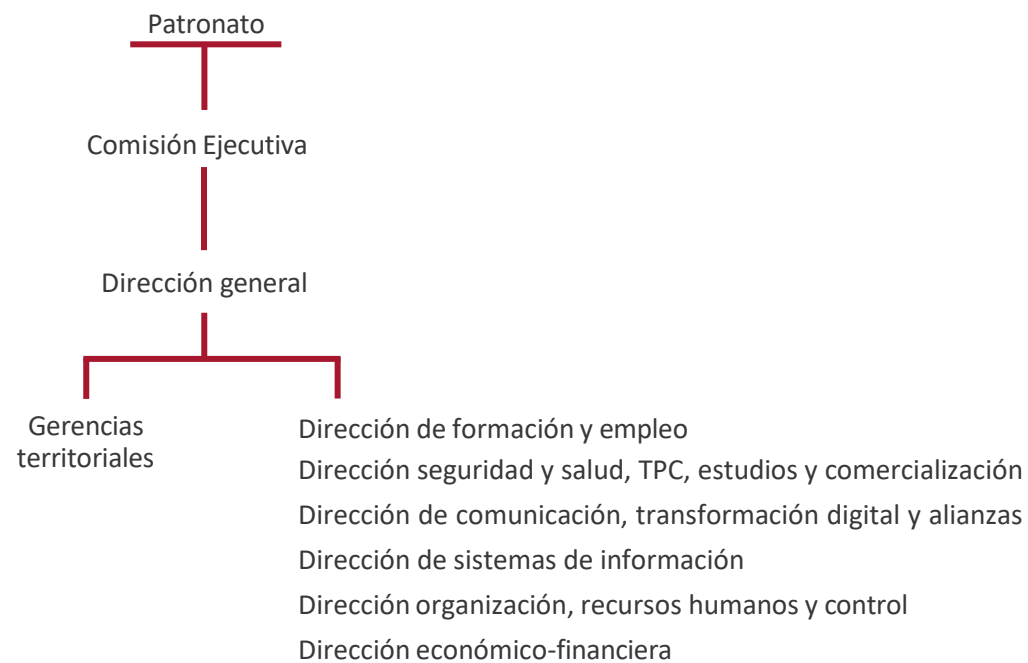 Patronato
Comisión Ejecutiva
Dirección general
Gerencias
territoriales
Dirección de formación y empleo
Dirección seguridad y salud, TPC, estudios y comercialización
Dirección de comunicación, transformación digital y alianzas
Dirección de sistemas de información
Dirección organización, recursos humanos y control
Dirección económico-financiera